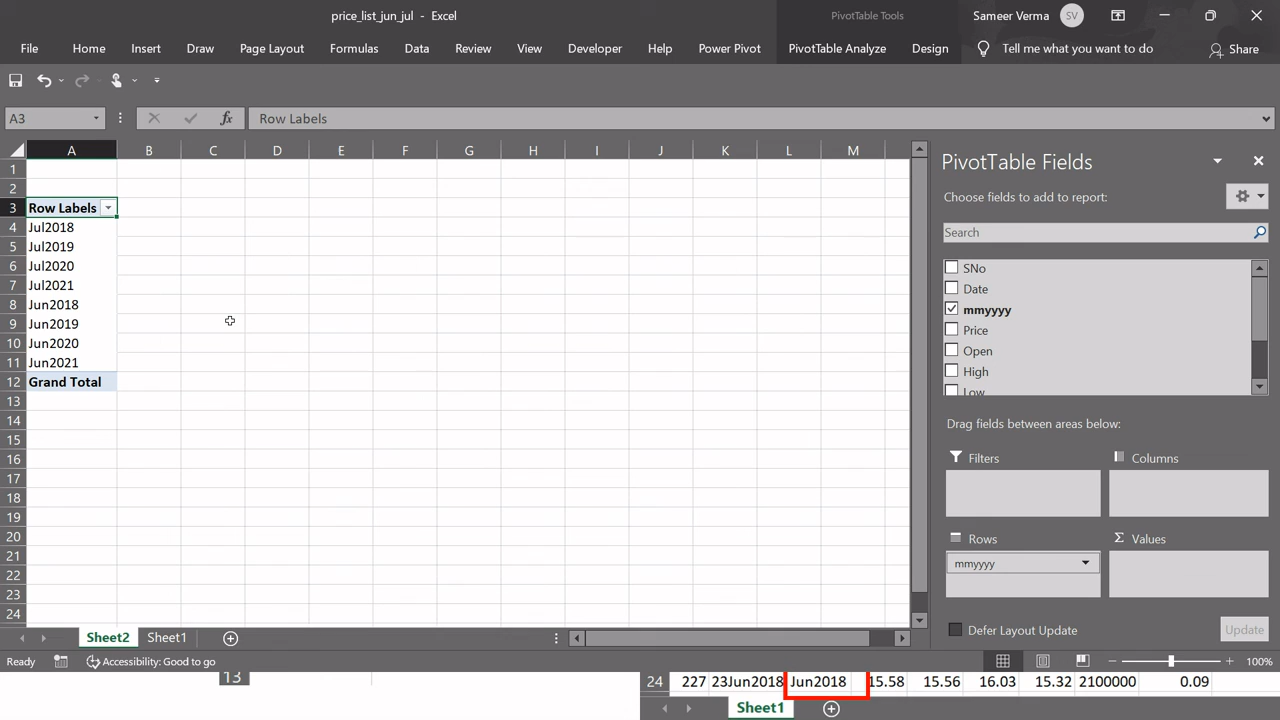 price_list_jun_jul - Excel
PivotTable Tools
Sameer Verma SV
File Home Insert Draw Page Layout Formulas Data Review View Developer Help Power Pivot PivotTable Analyze Design Tell me what you want to do Share
A3 fx Row Labels
A B C D E F G H I J K L M
1
2
3 Row Labels
4 Jul2018
5 Jul2019
6 Jul2020
7 Jul2021
8 Jun2018
9 Jun2019
10 Jun2020
11 Jun2021
12 Grand Total
13
14
15
16
17
18
19
20
21
22
23
24
Sheet2 Sheet1
Ready Accessibility: Good to go 100%
PivotTable Fields
Choose fields to add to report:
Search
SNo
Date
mmyyyy
Price
Open
High
Low
Drag fields between areas below:
Filters Columns
Rows Σ Values
mmyyyy
Defer Layout Update Update
13
24 227 23Jun2018 Jun2018 15.58 15.56 16.03 15.32 2100000 0.09
Sheet1